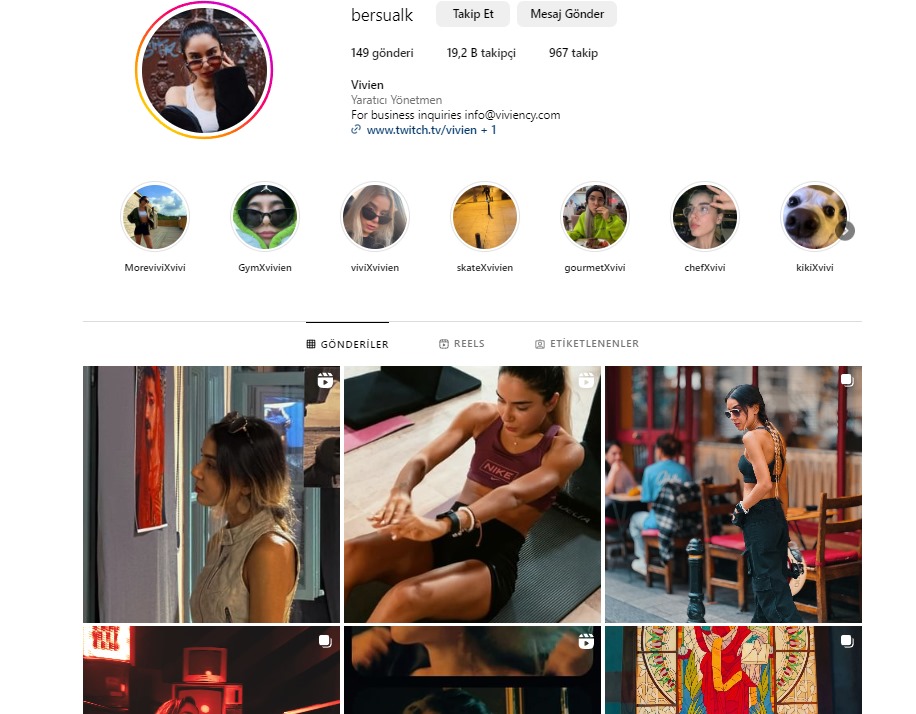 bersualk Takip Et Mesaj Gönder
149 gönderi 19,2 B takipçi 967 takip
Vivien
Yaratıcı Yönetmen
For business inquiries info@viviency.com
www.twitch.tv/vivien + 1
MoreviviXvivi GymXvivien viviXvivien skateXvivien gourmetXvivi chefXvivi kikiXvivi
GÖNDERİLER REELS ETİKETLENENLER
NIKE